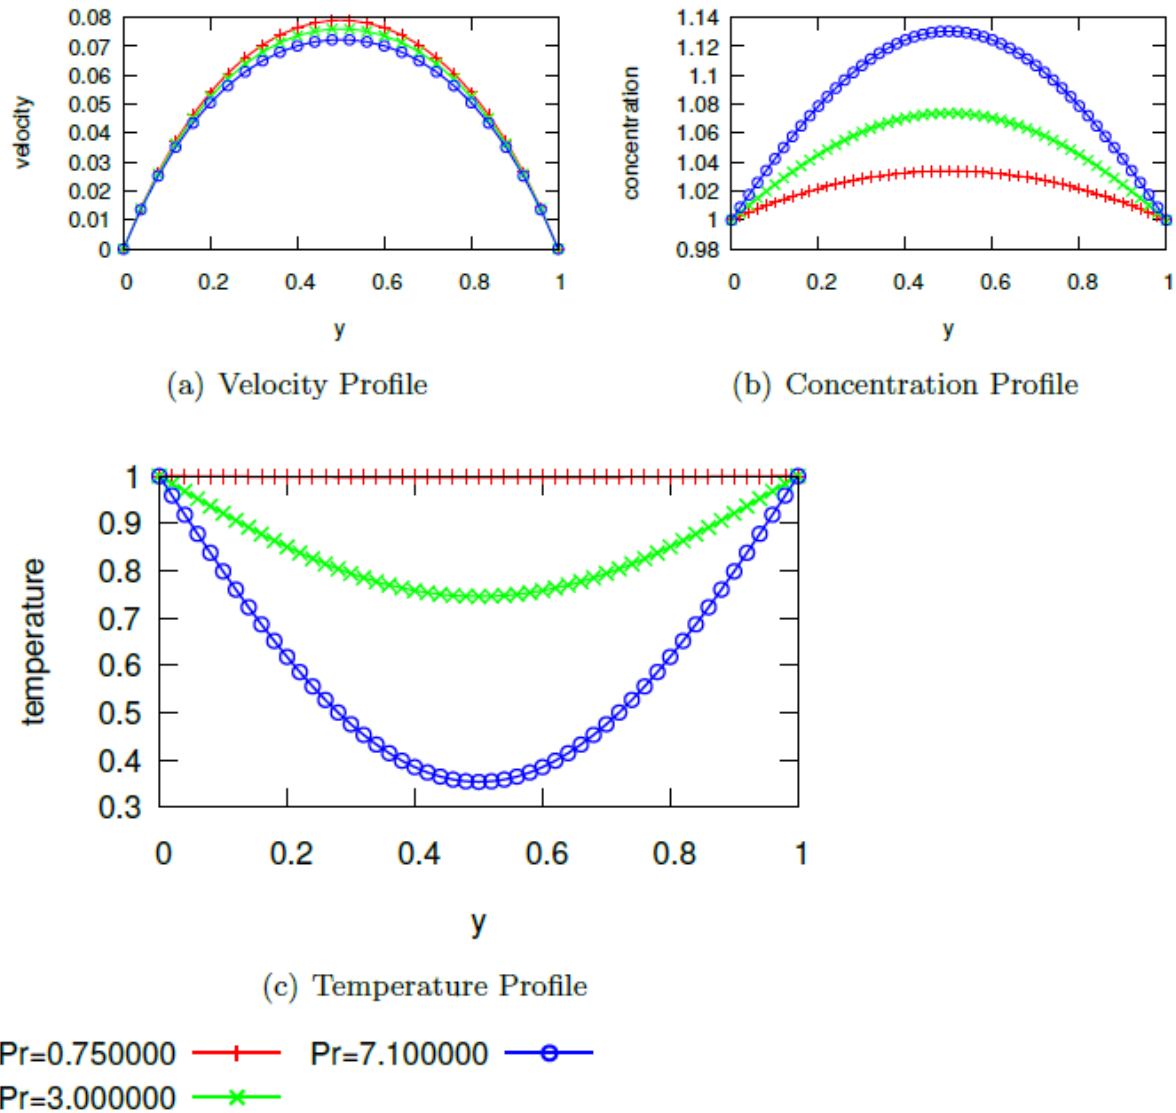 0.08
0.07
0.06
0.05
0.04
0.03
0.02
0.01
0
velocity
0 0.2 0.4 0.6 0.8 1
y
(a) Velocity Profile
1.14
1.12
1.1
1.08
1.06
1.04
1.02
1
0.98
concentration
0 0.2 0.4 0.6 0.8 1
y
(b) Concentration Profile
1
0.9
0.8
0.7
0.6
0.5
0.4
0.3
temperature
0 0.2 0.4 0.6 0.8 1
y
(c) Temperature Profile
Pr=0.750000 Pr=7.100000
Pr=3.000000